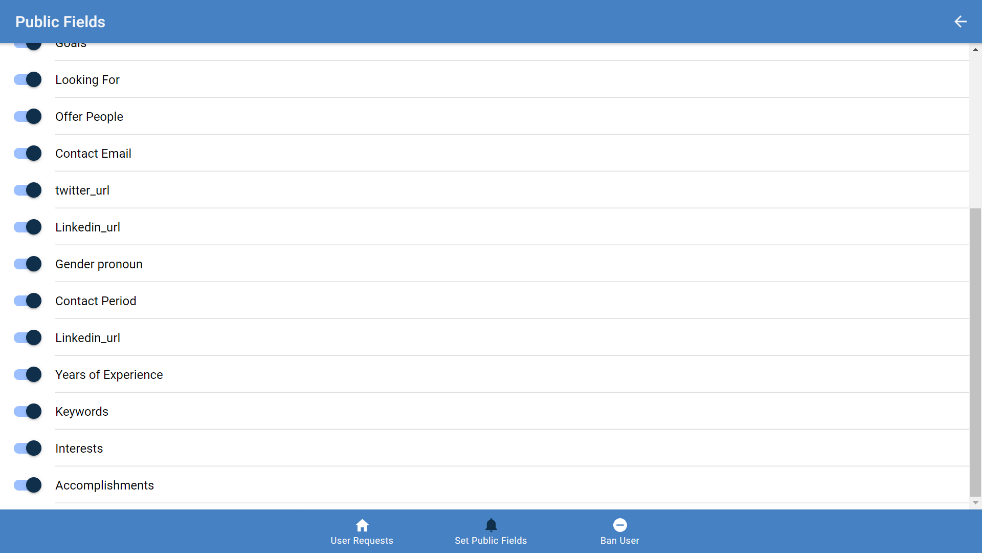 Public Fields
Goals
Looking For
Offer People
Contact Email
twitter_url
Linkedin_url
Gender pronoun
Contact Period
Linkedin_url
Years of Experience
Keywords
Interests
Accomplishments
User Requests
Set Public Fields
Ban User